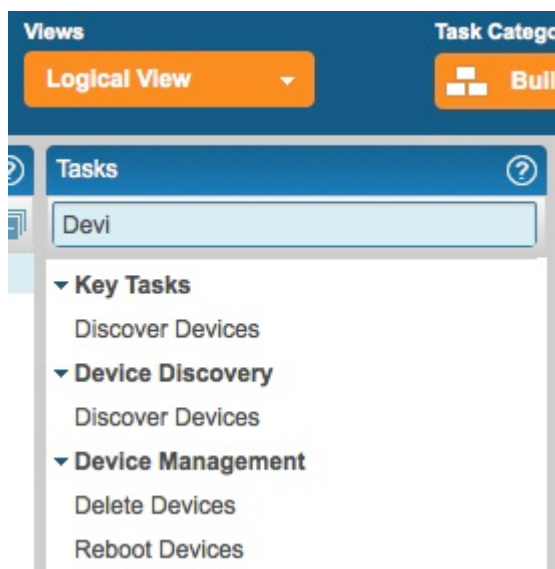 Views
Task Catego
Logical View
Buil
Tasks
Devi
Key Tasks
Discover Devices
Device Discovery
Discover Devices
Device Management
Delete Devices
Reboot Devices